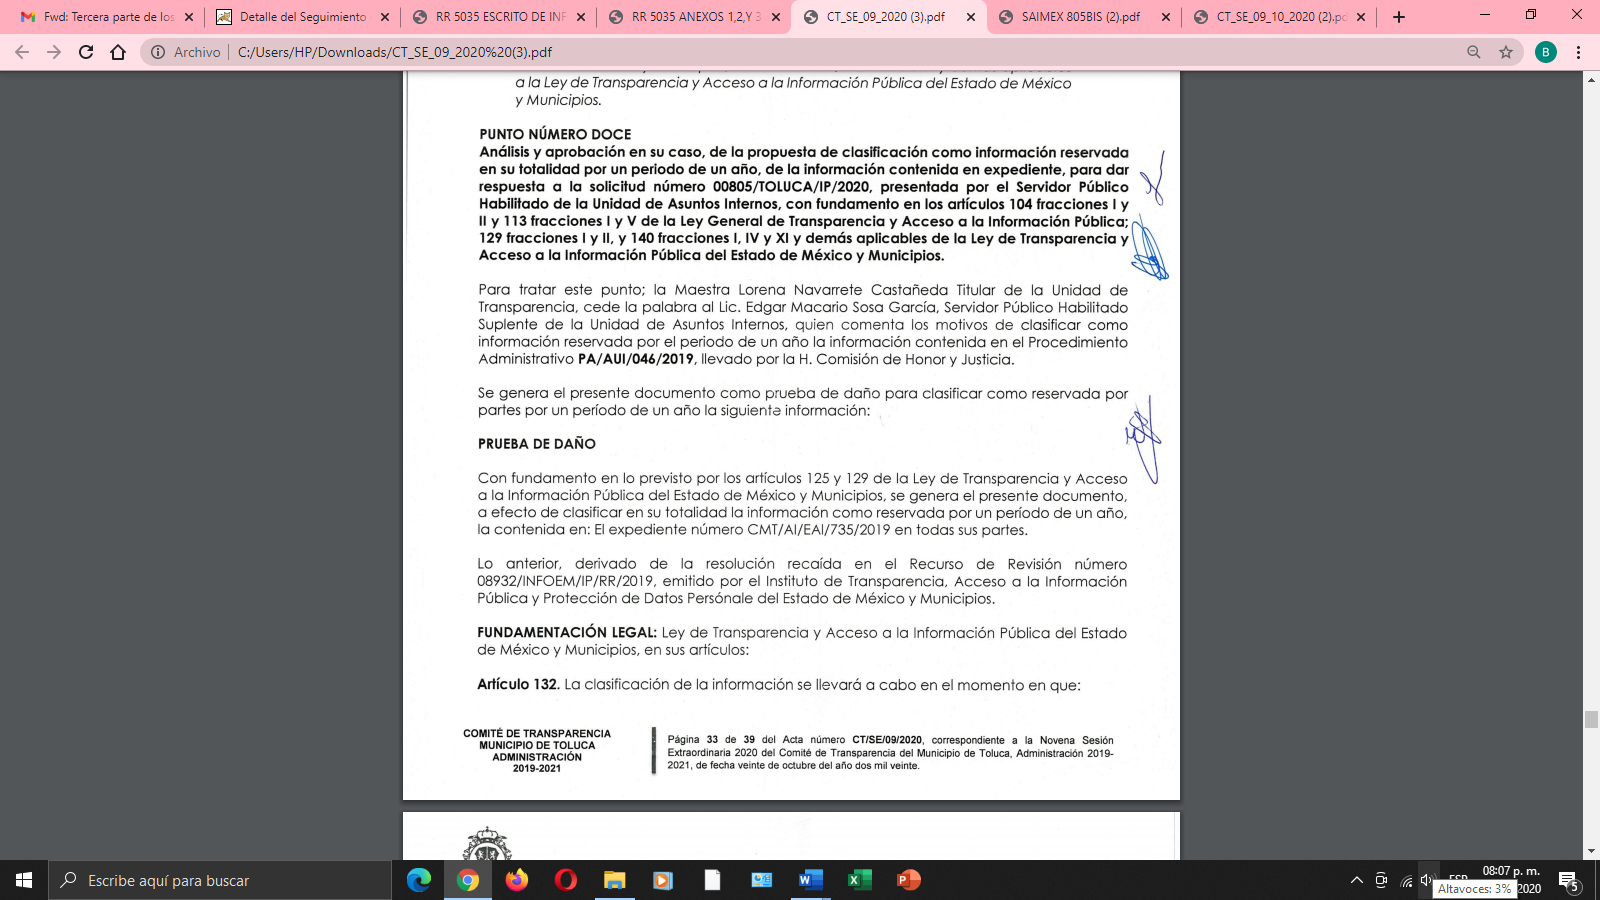 Fwd: Tercera parte de los
Detalle del Seguimiento
RR 5035 ESCRITO DE INF
RR 5035 ANEXOS 1,2,Y 3
CT_SE_09_2020 (3).pdf
SAIMEX 805BIS (2).pdf
CT_SE_09_10_2020 (2).pd
Archivo
C:/Users/HP/Downloads/CT_SE_09_2020%20(3).pdf
B
a la Ley de Transparencia y Acceso a la Información Pública del Estado de México
y Municipios.
PUNTO NÚMERO DOCE
Análisis y aprobación en su caso, de la propuesta de clasificación como información reservada
en su totalidad por un periodo de un año, de la información contenida en expediente, para dar
respuesta a la solicitud número 00805/TOLUCA/IP/2020, presentada por el Servidor Público
Habilitado de la Unidad de Asuntos Internos, con fundamento en los artículos 104 fracciones I y
II y 113 fracciones I y V de la Ley General de Transparencia y Acceso a la Información Pública;
129 fracciones I y II, y 140 fracciones I, IV y XI y demás aplicables de la Ley de Transparencia y
Acceso a la Información Pública del Estado de México y Municipios.
Para tratar este punto; la Maestra Lorena Navarrete Castañeda Titular de la Unidad de
Transparencia, cede la palabra al Lic. Edgar Macario Sosa García, Servidor Público Habilitado
Suplente de la Unidad de Asuntos Internos, quien comenta los motivos de clasificar como
información reservada por el periodo de un año la información contenida en el Procedimiento
Administrativo PA/AUI/046/2019, llevado por la H. Comisión de Honor y Justicia.
Se genera el presente documento como prueba de daño para clasificar como reservada por
partes por un período de un año la siguiente información:
PRUEBA DE DAÑO
Con fundamento en lo previsto por los artículos 125 y 129 de la Ley de Transparencia y Acceso
a la Información Pública del Estado de México y Municipios, se genera el presente documento,
a efecto de clasificar en su totalidad la información como reservada por un período de un año,
la contenida en: El expediente número CMT/AI/EAI/735/2019 en todas sus partes.
Lo anterior, derivado de la resolución recaída en el Recurso de Revisión número
08932/INFOEM/IP/RR/2019, emitido por el Instituto de Transparencia, Acceso a la Información
Pública y Protección de Datos Persónale del Estado de México y Municipios.
FUNDAMENTACIÓN LEGAL: Ley de Transparencia y Acceso a la Información Pública del Estado
de México y Municipios, en sus artículos:
Artículo 132. La clasificación de la información se llevará a cabo en el momento en que:
COMITÉ DE TRANSPARENCIA
MUNICIPIO DE TOLUCA
ADMINISTRACIÓN
2019-2021
Página 33 de 39 del Acta número CT/SE/09/2020, correspondiente a la Novena Sesión
Extraordinaria 2020 del Comité de Transparencia del Municipio de Toluca, Administración 2019-
2021, de fecha veinte de octubre del año dos mil veinte.
Escribe aquí para buscar
08:07 p. m.
2020
5
Altavoces: 3%